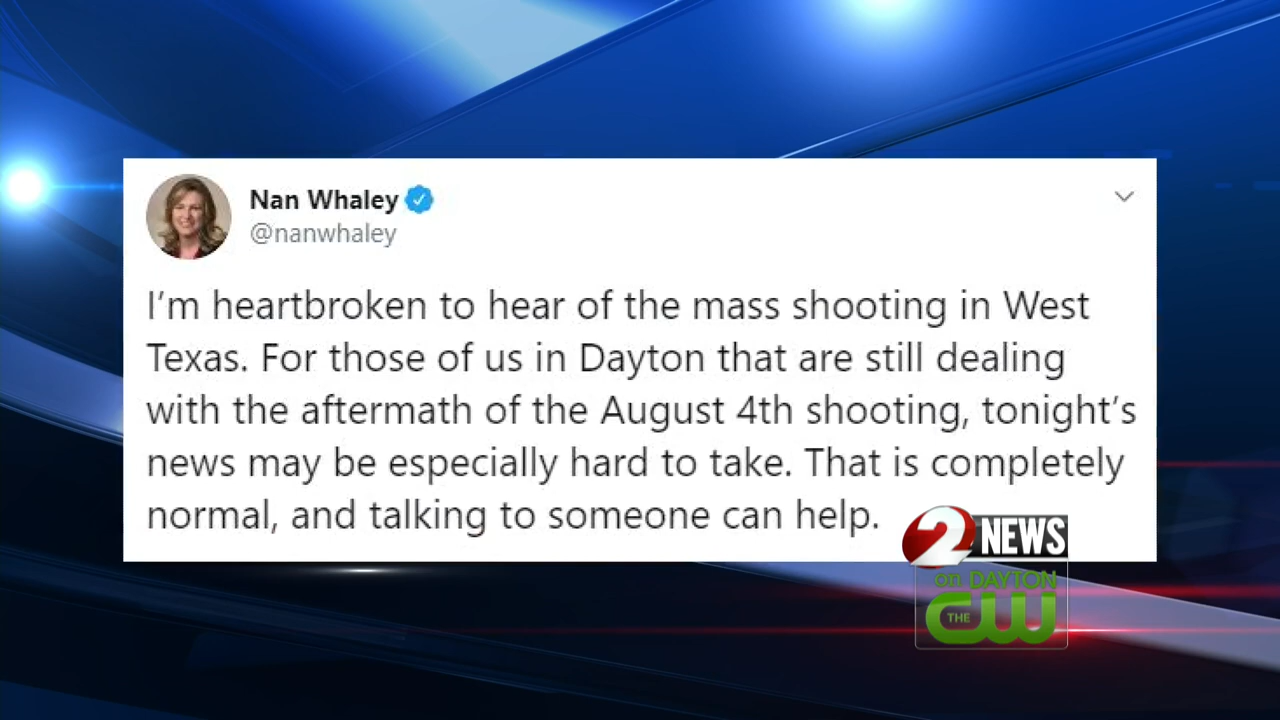 Nan Whaley
@nanwhaley
I'm heartbroken to hear of the mass shooting in West
Texas. For those of us in Dayton that are still dealing
with the aftermath of the August 4th shooting, tonight's
news may be especially hard to take. That is completely
normal, and talking to someone can help.
2 NEWS
on DAYTON
THE CW